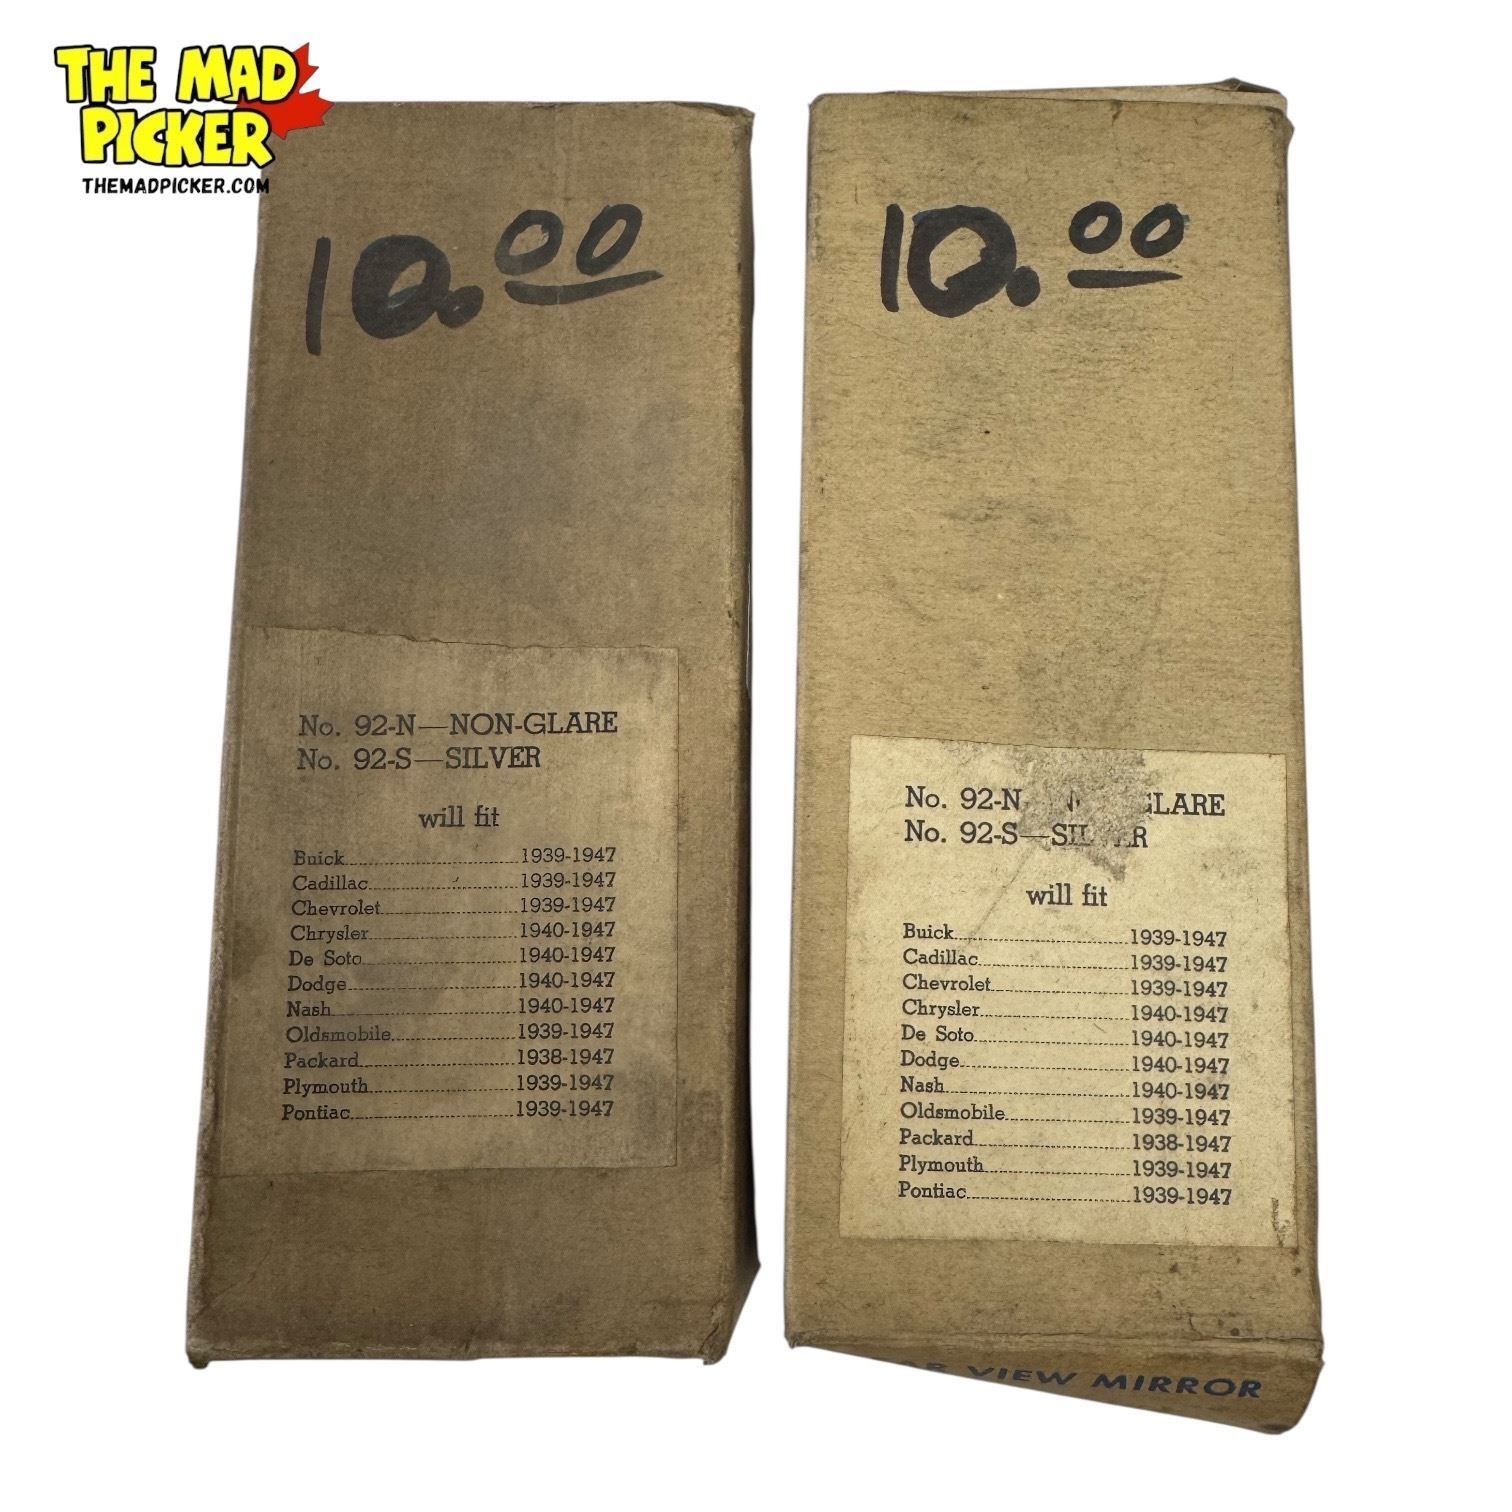 THE MAD
PICKER
THEMADPICKER.COM
10.00
No. 92-N—NON-GLARE
No. 92-S—SILVER
will fit
Buick 1939-1947
Cadillac 1939-1947
Chevrolet 1939-1947
Chrysler 1940-1947
De Soto 1940-1947
Dodge 1940-1947
Nash 1940-1947
Oldsmobile 1939-1947
Packard 1938-1947
Plymouth 1939-1947
Pontiac 1939-1947
10.00
No. 92-N GLARE
No. 92-S—
will fit
Buick 1939-1947
Cadillac 1939-1947
Chevrolet 1939-1947
Chrysler 1940-1947
De Soto 1940-1947
Dodge 1940-1947
Nash 1940-1947
Oldsmobile 1939-1947
Packard 1938-1947
Plymouth 1939-1947
Pontiac 1939-1947
VIEW MIRROR